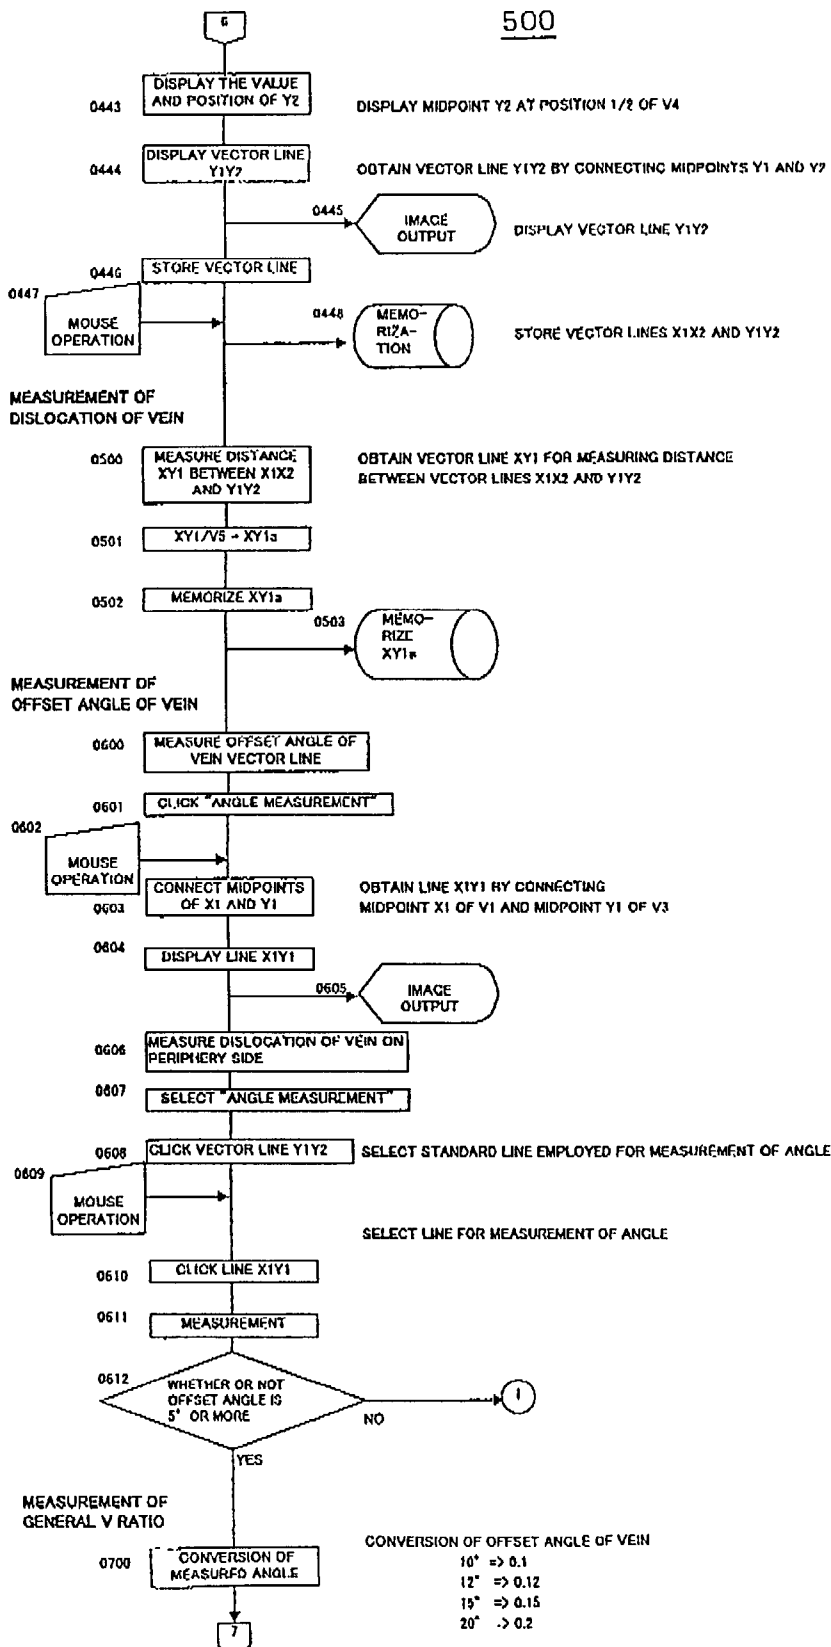 6
500
DISPLAY THE VALUE
AND POSITION OF Y2
0443
DISPLAY MIDPOINT Y2 AT POSITION 1/2 OF V4
DISPLAY VECTOR LINE
Y1Y2
0444
OBTAIN VECTOR LINE Y1Y2 BY CONNECTING MIDPOINTS Y1 AND Y2
0445
IMAGE
OUTPUT
DISPLAY VECTOR LINE Y1Y2
0446
STORE VECTOR LINE
0447
MOUSE
OPERATION
0448
MEMO-
RIZA-
TION
STORE VECTOR LINES X1X2 AND Y1Y2
MEASUREMENT OF
DISLOCATION OF VEIN
0500
MEASURE DISTANCE
XY1 BETWEEN X1X2
AND Y1Y2
OBTAIN VECTOR LINE XY1 FOR MEASURING DISTANCE
BETWEEN VECTOR LINES X1X2 AND Y1Y2
0501
XY1/V5 - XY1a
0502
MEMORIZE XY1a
0503
MEMO-
RIZE
XY1a
MEASUREMENT OF
OFFSET ANGLE OF VEIN
0600
MEASURE OFFSET ANGLE OF
VEIN VECTOR LINE
0601
CLICK "ANGLE MEASUREMENT"
0602
MOUSE
OPERATION
0603
CONNECT MIDPOINTS
OF X1 AND Y1
OBTAIN LINE X1Y1 BY CONNECTING
MIDPOINT X1 OF V1 AND MIDPOINT Y1 OF V3
0604
DISPLAY LINE X1Y1
0605
IMAGE
OUTPUT
0606
MEASURE DISLOCATION OF VEIN ON
PERIPHERY SIDE
0607
SELECT "ANGLE MEASUREMENT"
0608
CLICK VECTOR LINE Y1Y2
SELECT STANDARD LINE EMPLOYED FOR MEASUREMENT OF ANGLE
0609
MOUSE
OPERATION
SELECT LINE FOR MEASUREMENT OF ANGLE
0610
CLICK LINE X1Y1
0611
MEASUREMENT
0612
WHETHER OR NOT
OFFSET ANGLE IS
5° OR MORE
NO
1
YES
MEASUREMENT OF
GENERAL V RATIO
0700
CONVERSION OF
MEASURED ANGLE
CONVERSION OF OFFSET ANGLE OF VEIN
10° => 0.1
12° => 0.12
15° => 0.15
20° -> 0.2
7